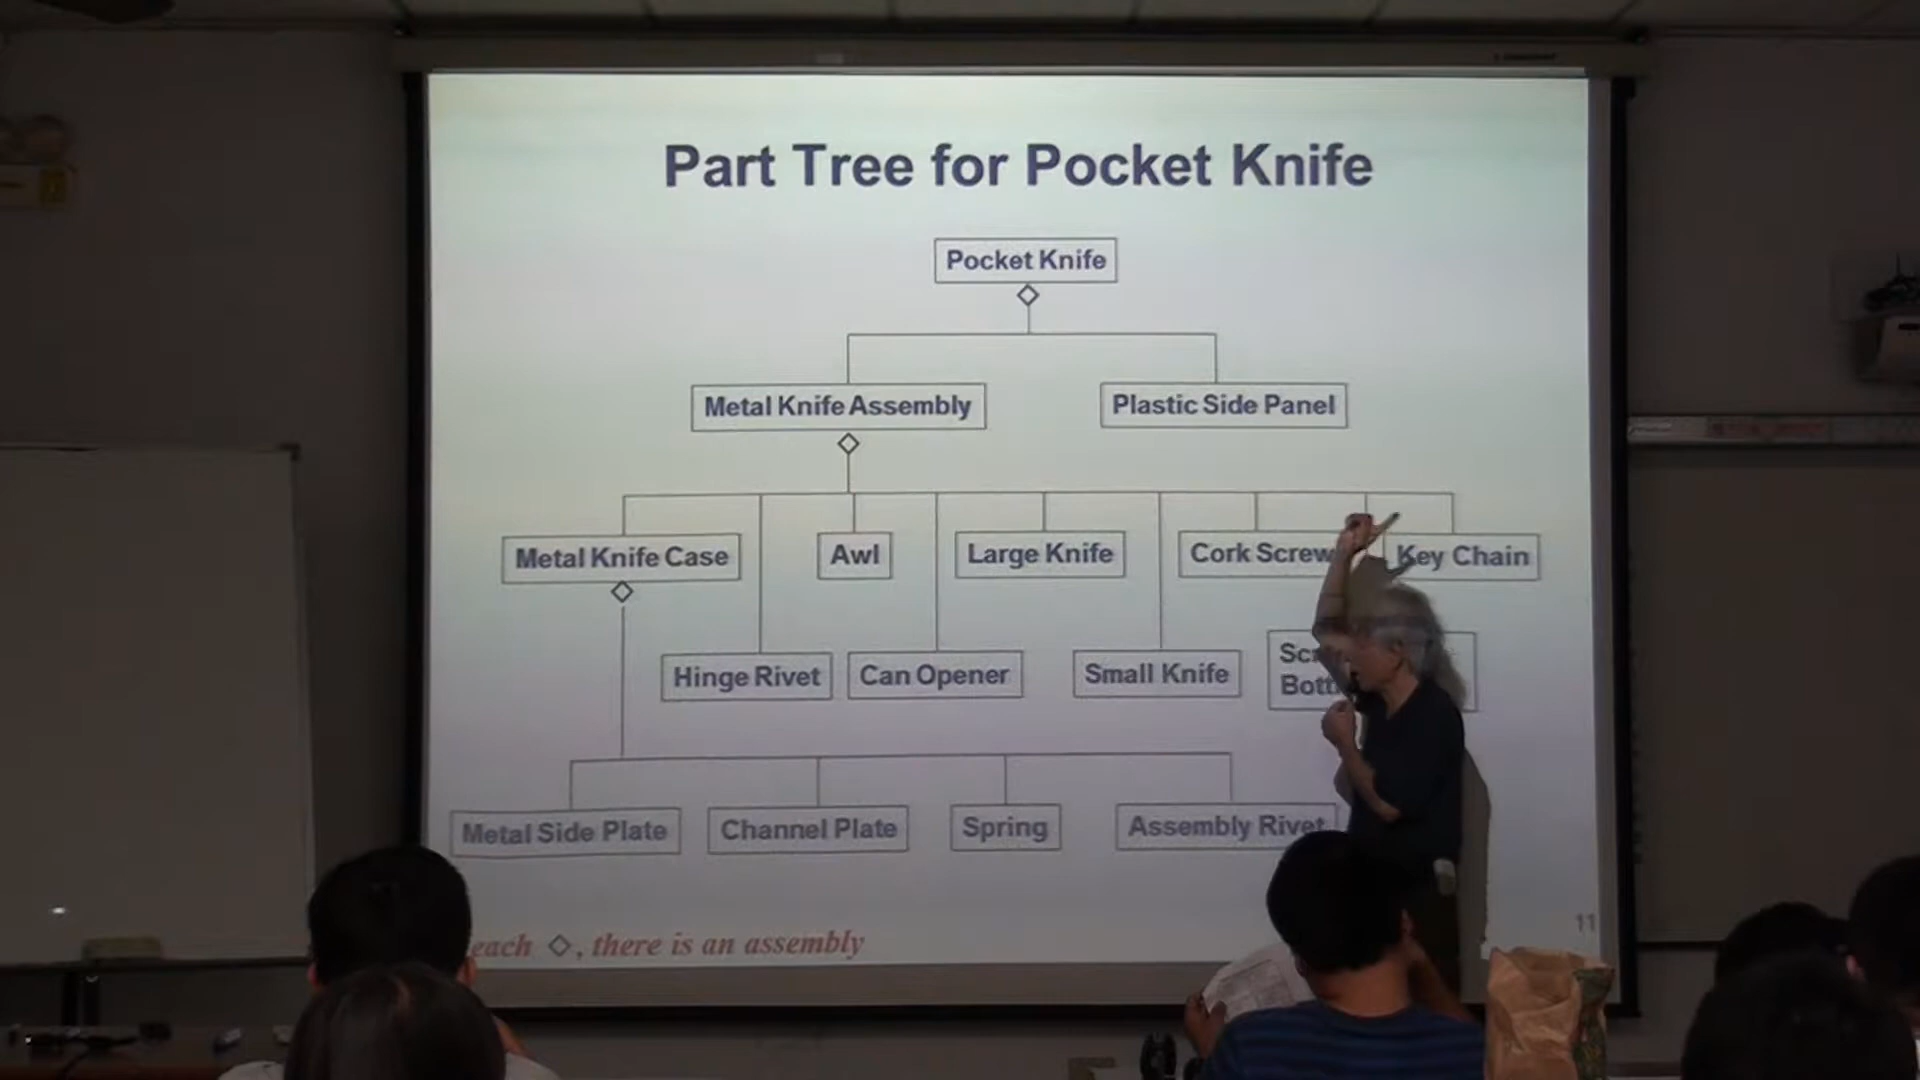 Part Tree for Pocket Knife
Pocket Knife
Metal Knife Assembly
Plastic Side Panel
Metal Knife Case
Awl
Large Knife
Cork Screw
Key Chain
Hinge Rivet
Can Opener
Small Knife
Metal Side Plate
Channel Plate
Spring
Assembly Rivet
each ◇, there is an assembly
11